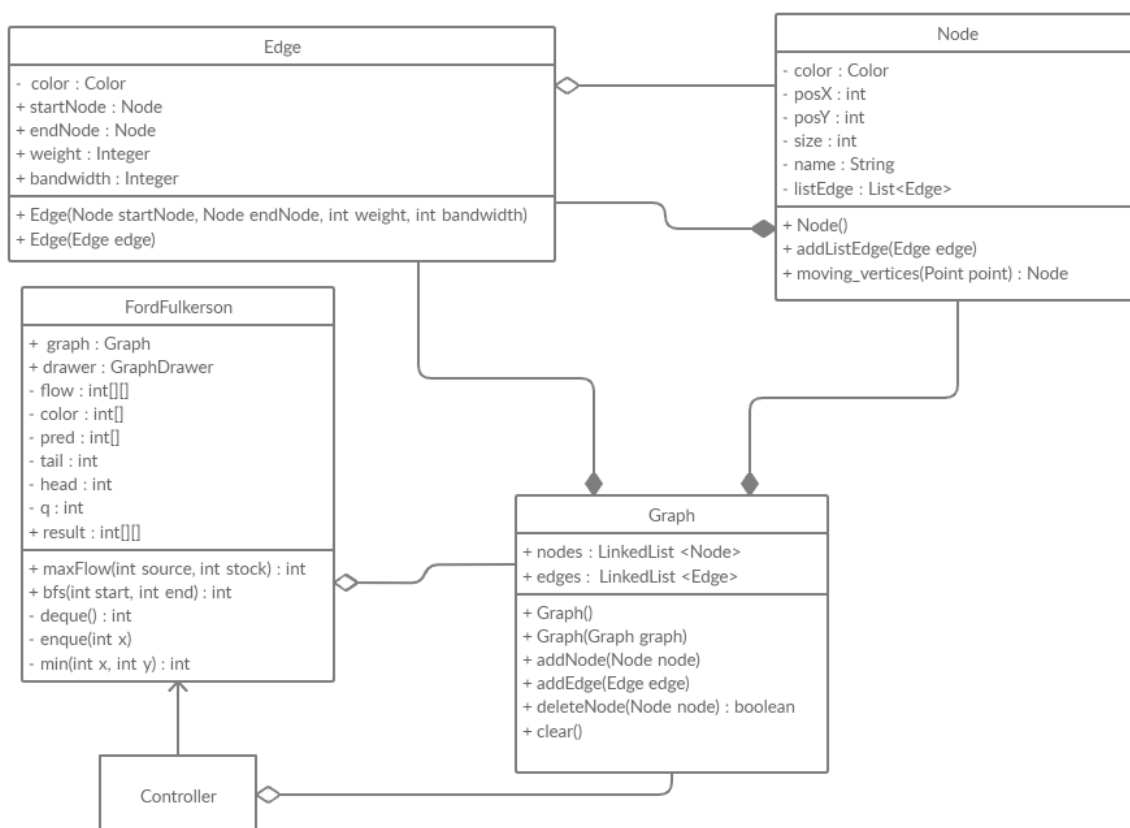 Edge
- color : Color
+ startNode : Node
+ endNode : Node
+ weight : Integer
+ bandwidth : Integer
+ Edge(Node startNode, Node endNode, int weight, int bandwidth)
+ Edge(Edge edge)
Node
- color : Color
- posX : int
- posY : int
- size : int
- name : String
- listEdge : List<Edge>
+ Node()
+ addListEdge(Edge edge)
+ moving_vertices(Point point) : Node
FordFulkerson
+ graph : Graph
+ drawer : GraphDrawer
- flow : int[][]
- color : int[]
- pred : int[]
- tail : int
- head : int
- q : int
+ result : int[][]
+ maxFlow(int source, int stock) : int
+ bfs(int start, int end) : int
- deque() : int
- enque(int x)
- min(int x, int y) : int
Graph
+ nodes : LinkedList <Node>
+ edges : LinkedList <Edge>
+ Graph()
+ Graph(Graph graph)
+ addNode(Node node)
+ addEdge(Edge edge)
+ deleteNode(Node node) : boolean
+ clear()
Controller